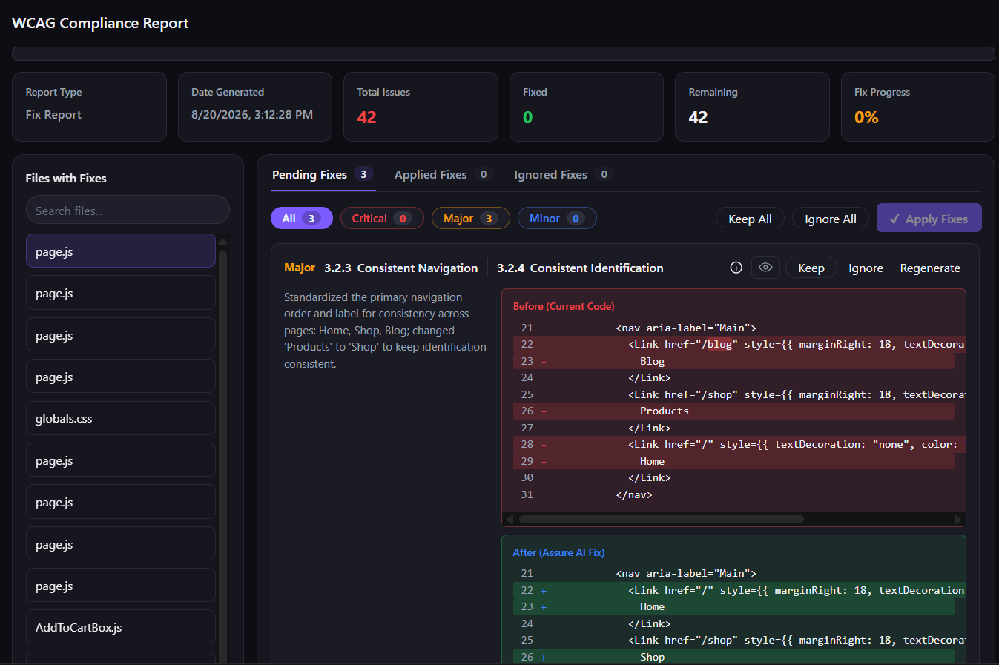 WCAG Compliance Report
Report Type
Fix Report
Date Generated
8/20/2026, 3:12:28 PM
Total Issues
42
Fixed
0
Remaining
42
Fix Progress
0%
Files with Fixes
Search files...
page.js
page.js
page.js
page.js
globals.css
page.js
page.js
page.js
page.js
AddToCartBox.js
Pending Fixes 3
Applied Fixes 0
Ignored Fixes 0
All 3
Critical 0
Major 3
Minor 0
Keep All
Ignore All
✓ Apply Fixes
Major 3.2.3 Consistent Navigation
3.2.4 Consistent Identification
Keep
Ignore
Regenerate
Standardized the primary navigation
order and label for consistency across
pages: Home, Shop, Blog; changed
'Products' to 'Shop' to keep identification
consistent.
Before (Current Code)
21 <nav aria-label="Main">
22 - <Link href="/blog" style={{ marginRight: 18, textDecora
23 - Blog
24 </Link>
25 <Link href="/shop" style={{ marginRight: 18, textDecora
26 - Products
27 </Link>
28 - <Link href="/" style={{ textDecoration: "none", color:
29 - Home
30 </Link>
31 </nav>
After (Assure AI Fix)
21 <nav aria-label="Main">
22 + <Link href="/" style={{ marginRight: 18, textDecoration
23 + Home
24 </Link>
25 <Link href="/shop" style={{ marginRight: 18, textDecora
26 + Shop